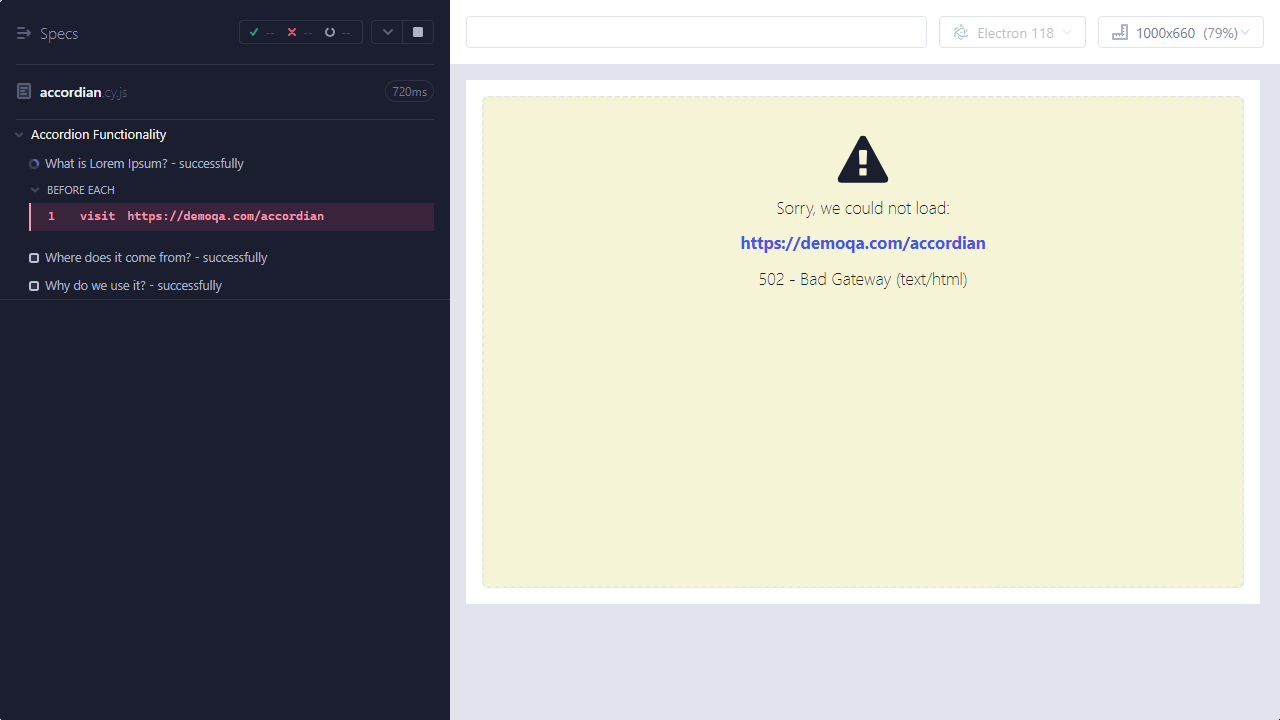 Specs
-- -- --
accordian.cy.js 720ms
Accordion Functionality
What is Lorem Ipsum? - successfully
BEFORE EACH
1 visit https://demoqa.com/accordian
Where does it come from? - successfully
Why do we use it? - successfully
Electron 118
1000x660 (79%)
Sorry, we could not load:
https://demoqa.com/accordian
502 - Bad Gateway (text/html)